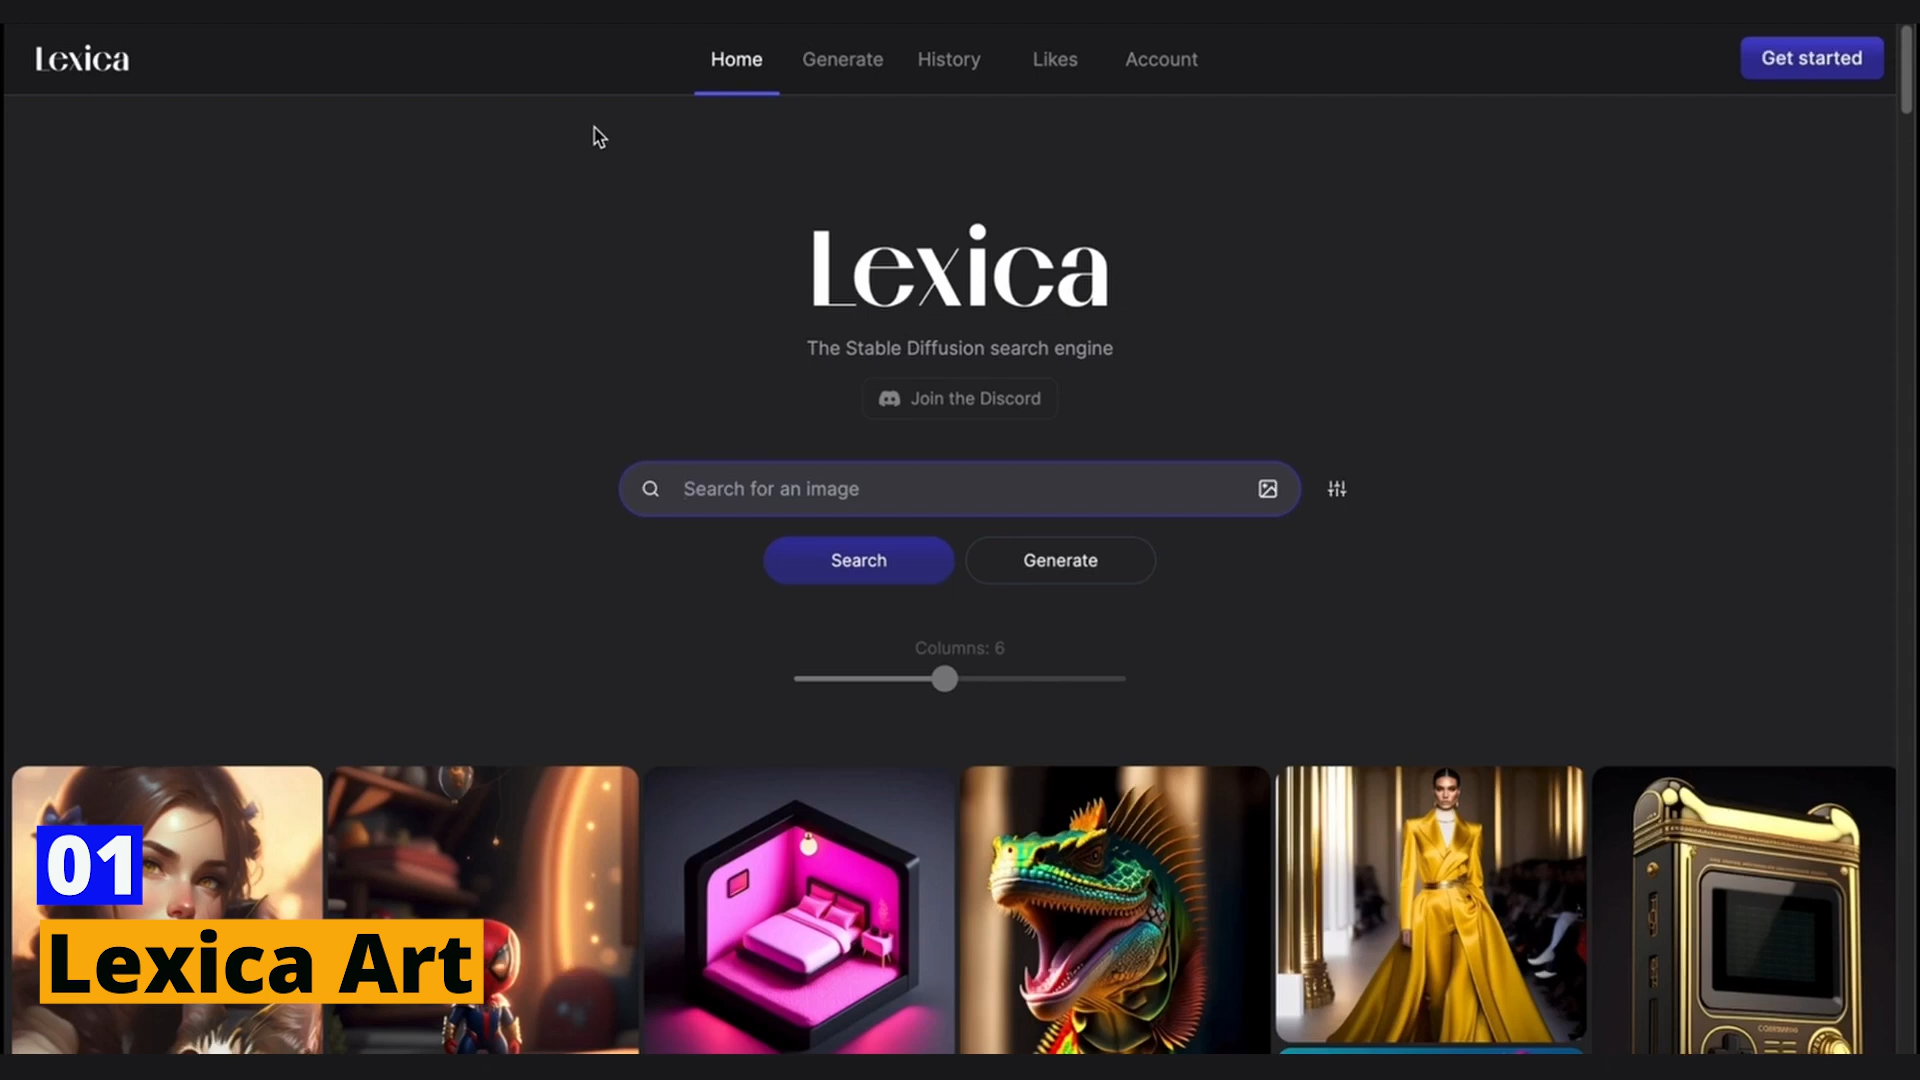 Lexica
Home
Generate
History
Likes
Account
Get started
Lexica
The Stable Diffusion search engine
Join the Discord
Search for an image
Search
Generate
Columns: 6
01
Lexica Art